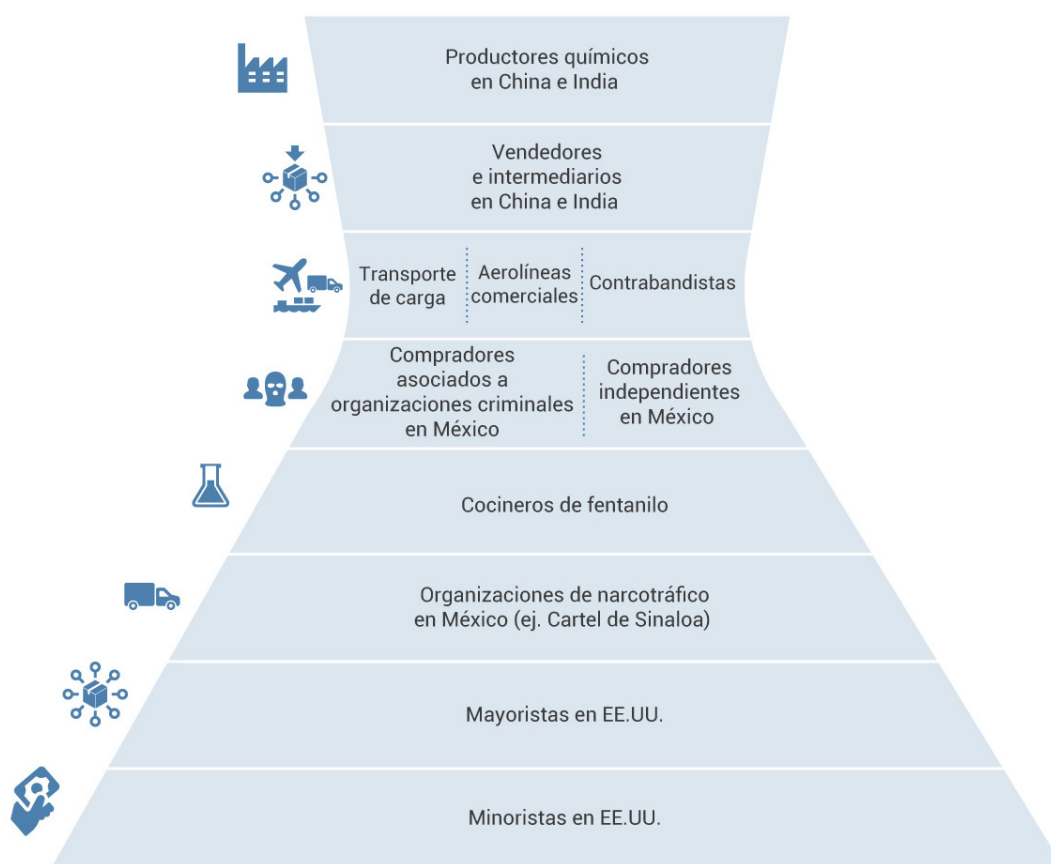 Productores químicos
en China e India
Vendedores
e intermediarios
en China e India
Transporte
de carga
Aerolíneas
comerciales
Contrabandistas
Compradores
asociados a
organizaciones criminales
en México
Compradores
independientes
en México
Cocineros de fentanilo
Organizaciones de narcotráfico
en México (ej. Cartel de Sinaloa)
Mayoristas en EE.UU.
Minoristas en EE.UU.